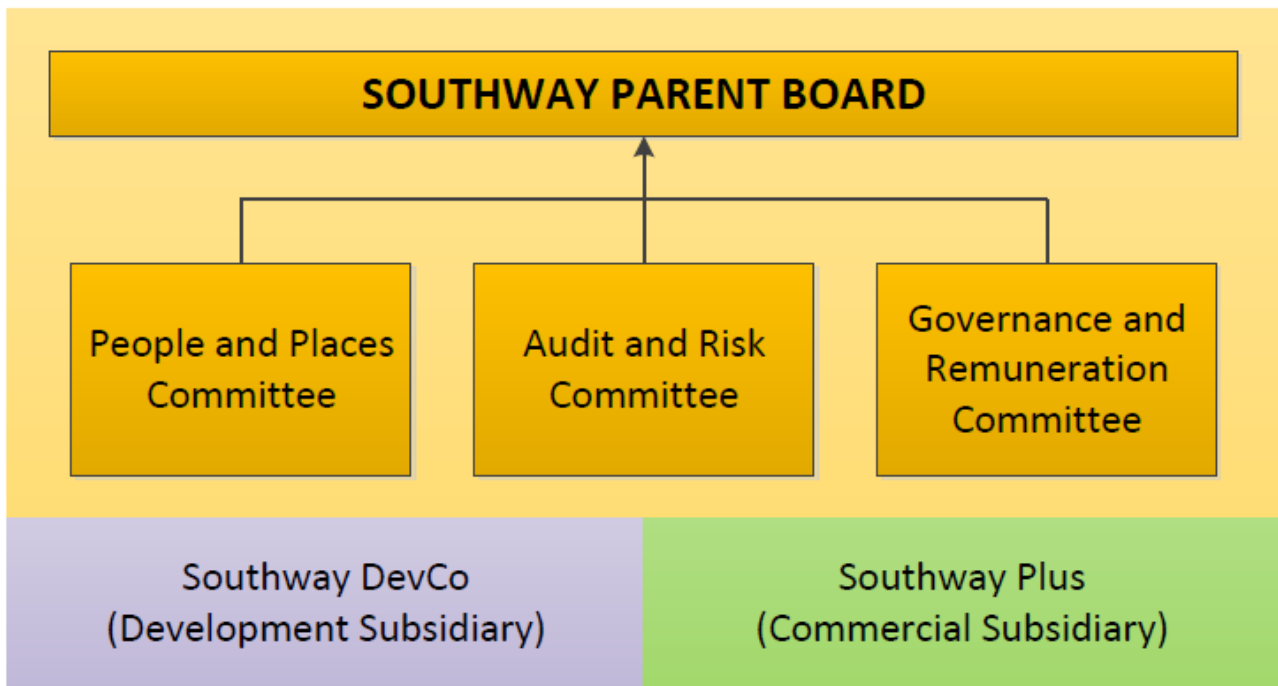 SOUTHWAY PARENT BOARD
People and Places
Committee
Audit and Risk
Committee
Governance and
Remuneration
Committee
Southway DevCo
(Development Subsidiary)
Southway Plus
(Commercial Subsidiary)